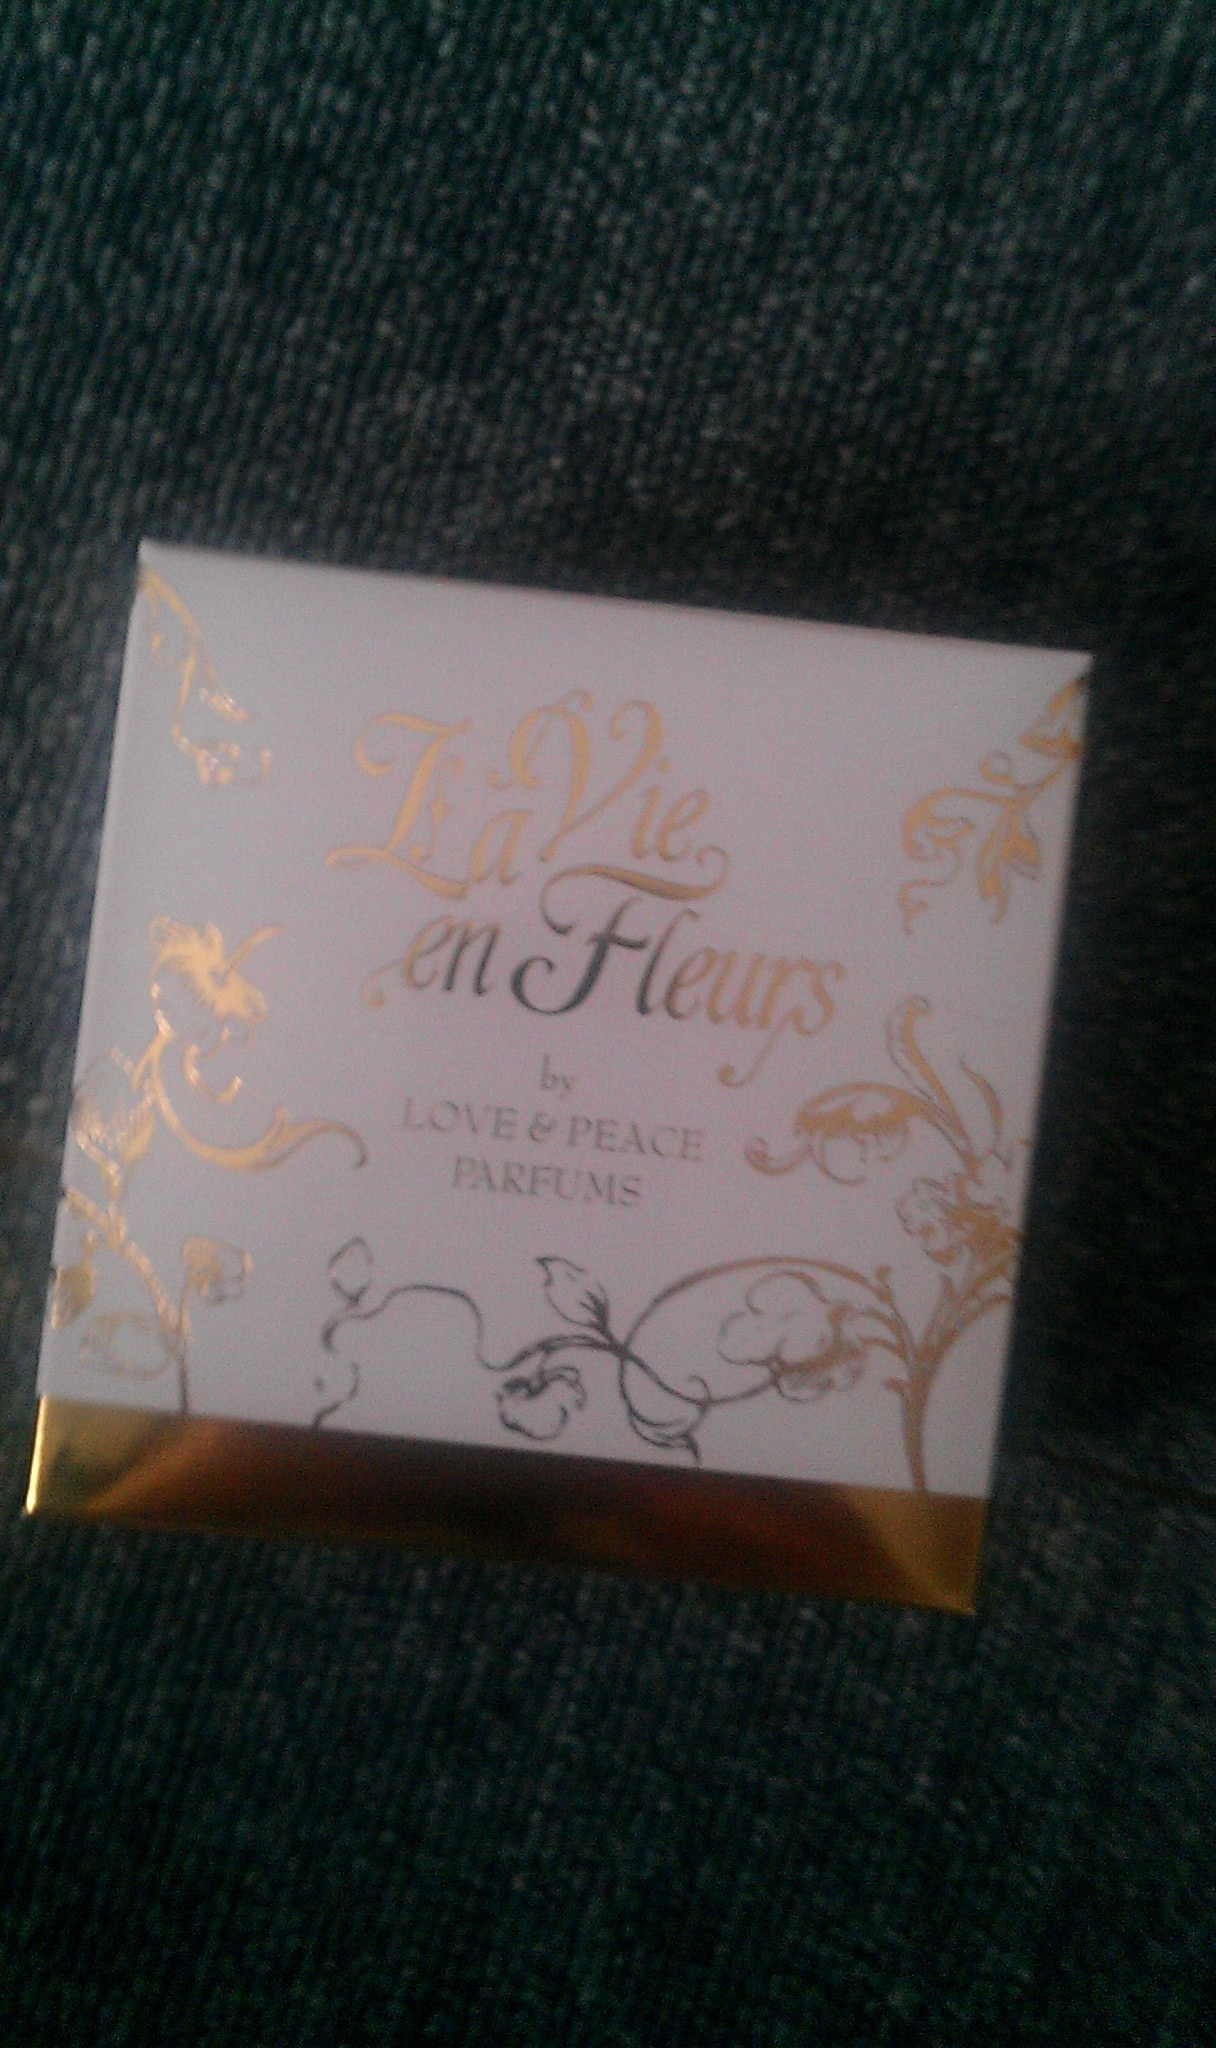 La Vie
en Fleurs
by
LOVE & PEACE
PARFUMS